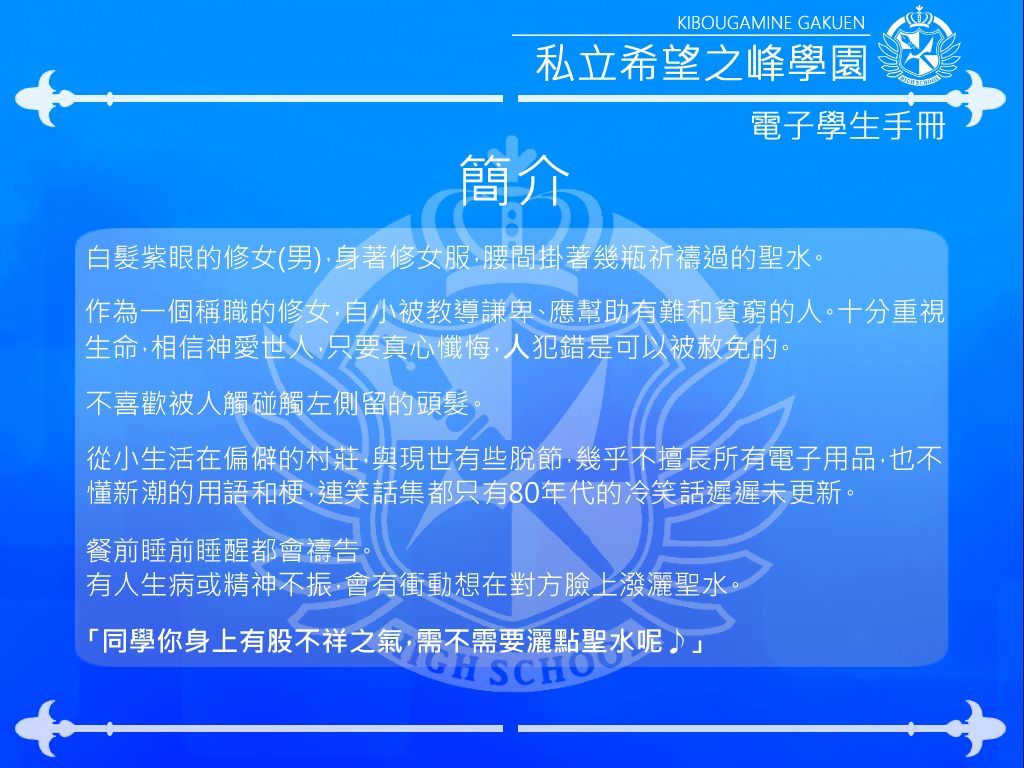 KIBOUGAMINE GAKUEN
私立希望之峰學園
HIGH SCHOOL
電子學生手冊
簡介
白髮紫眼的修女(男),身著修女服,腰間掛著幾瓶祈禱過的聖水。
作為一個稱職的修女,自小被教導謙卑、應幫助有難和貧窮的人。十分重視
生命,相信神愛世人,只要真心懺悔,人犯錯是可以被赦免的。
不喜歡被人觸碰觸左側留的頭髮。
從小生活在偏僻的村莊,與現世有些脫節,幾乎不擅長所有電子用品,也不
懂新潮的用語和梗,連笑話集都只有80年代的冷笑話遲遲未更新。
餐前睡前睡醒都會禱告。
有人生病或精神不振,會有衝動想在對方臉上潑灑聖水。
「同學你身上有股不祥之氣,需不需要灑點聖水呢♪」
HIGH SCHOOL